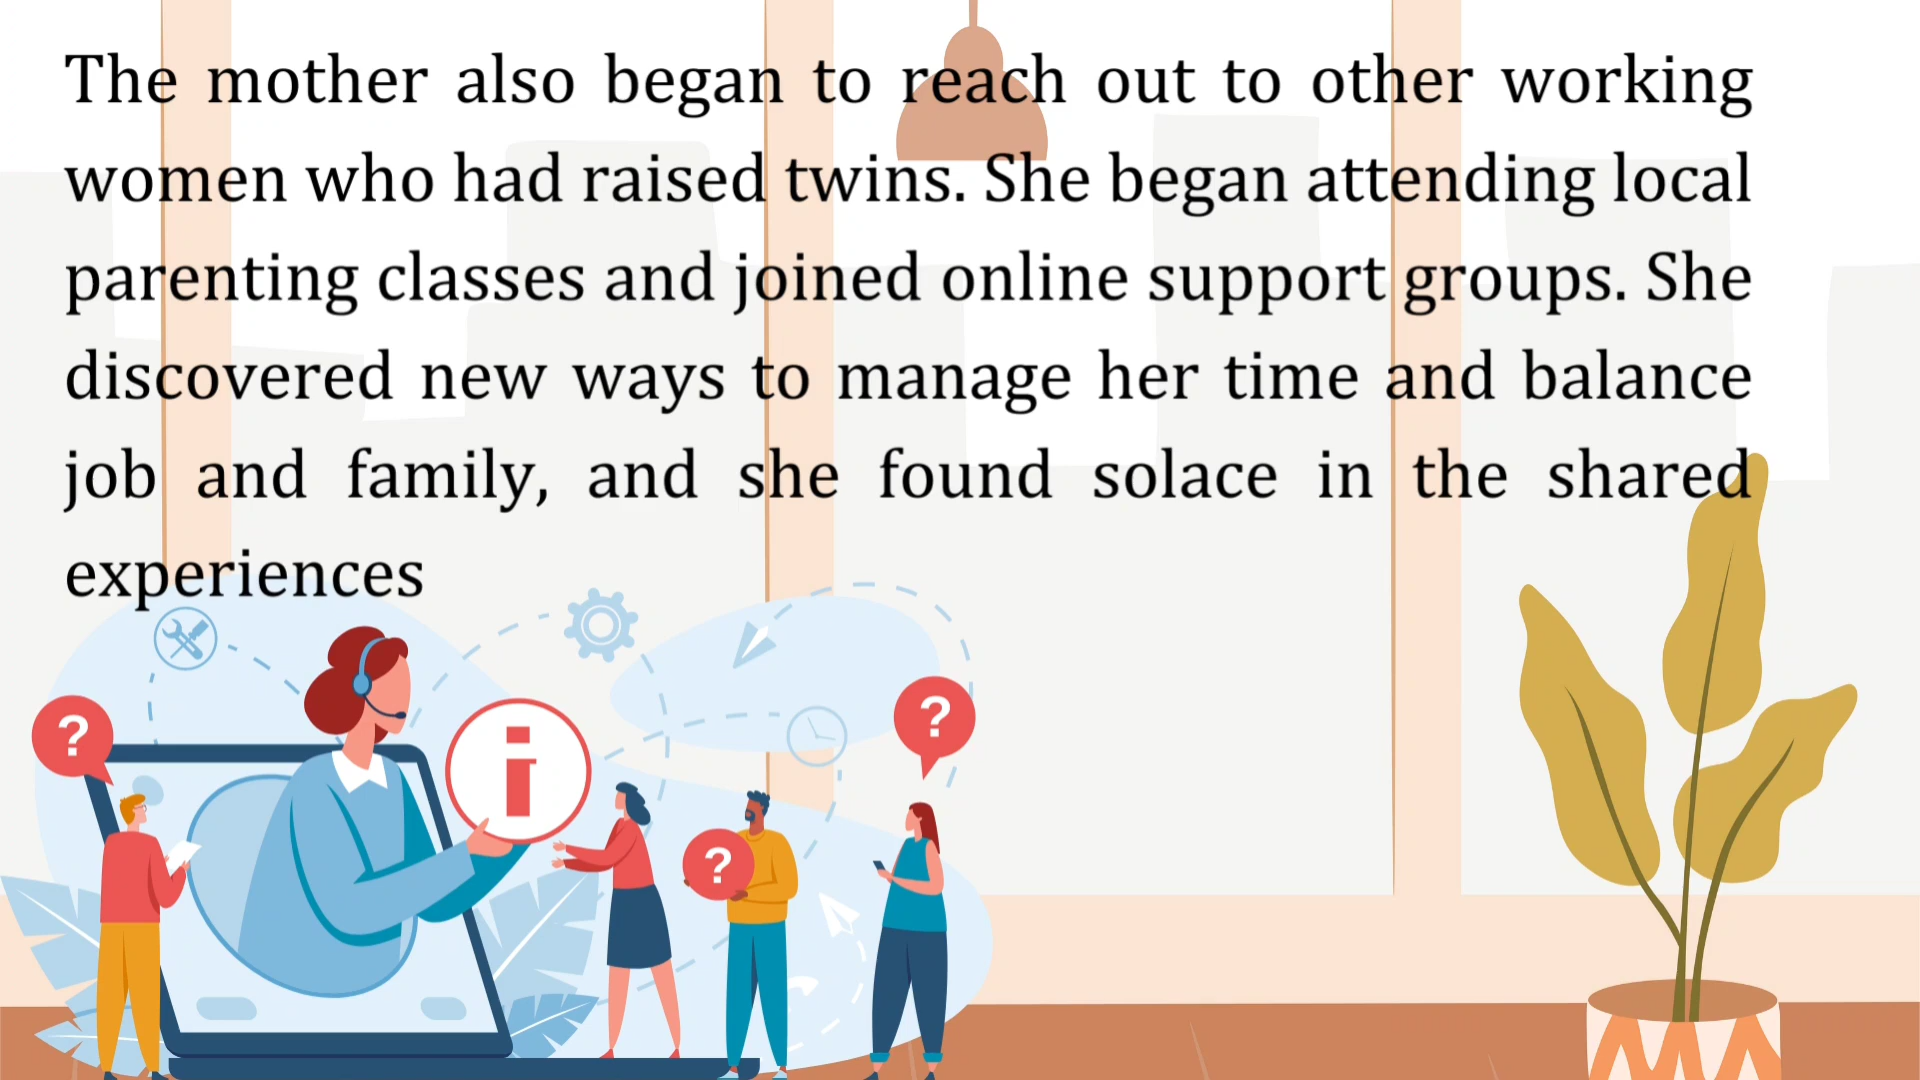 The mother also began to reach out to other working
women who had raised twins. She began attending local
parenting classes and joined online support groups. She
discovered new ways to manage her time and balance
job and family, and she found solace in the shared
experiences
?
i
?
?